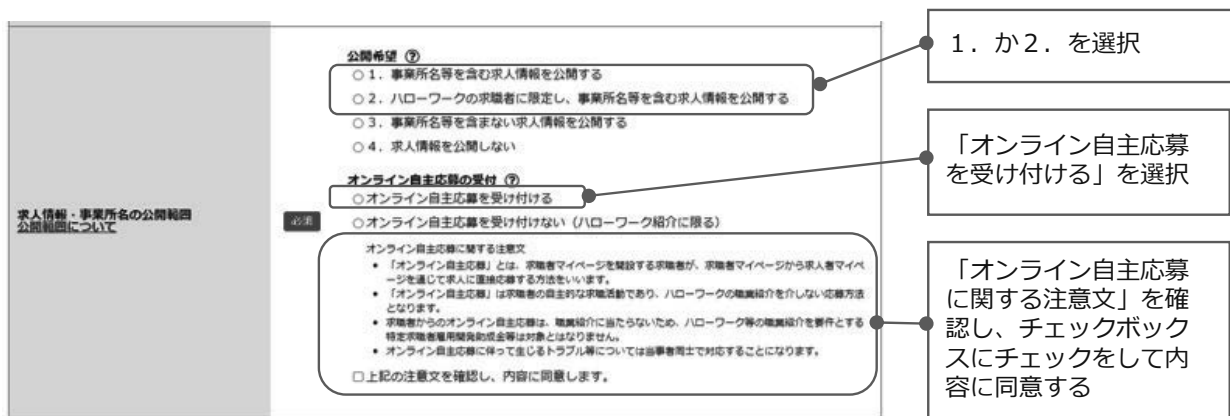 公開希望 ?
○1．事業所名等を含む求人情報を公開する
○2．ハローワークの求職者に限定し、事業所名等を含む求人情報を公開する
○3．事業所名等を含まない求人情報を公開する
○4．求人情報を公開しない
オンライン自主応募の受付 ?
○オンライン自主応募を受け付ける
求人情報・事業所名の公開範囲
公開範囲について
必須
○オンライン自主応募を受け付けない（ハローワーク紹介に限る）
オンライン自主応募に関する注意文
• 「オンライン自主応募」とは、求職者マイページを開設する求職者が、求職者マイページから求人者マイペ
ージを通じて求人に直接応募する方法をいいます。
• 「オンライン自主応募」は求職者の自主的な求職活動であり、ハローワークの職業紹介を介しない応募方法
となります。
• 求職者からのオンライン自主応募は、職業紹介に当たらないため、ハローワーク等の職業紹介を要件とする
特定求職者雇用開発助成金等は対象とはなりません。
• オンライン自主応募に伴って生じるトラブル等については当事者同士で対応することになります。
□上記の注意文を確認し、内容に同意します。
1．か2．を選択
「オンライン自主応募
を受け付ける」を選択
「オンライン自主応募
に関する注意文」を確
認し、チェックボック
スにチェックをして内
容に同意する